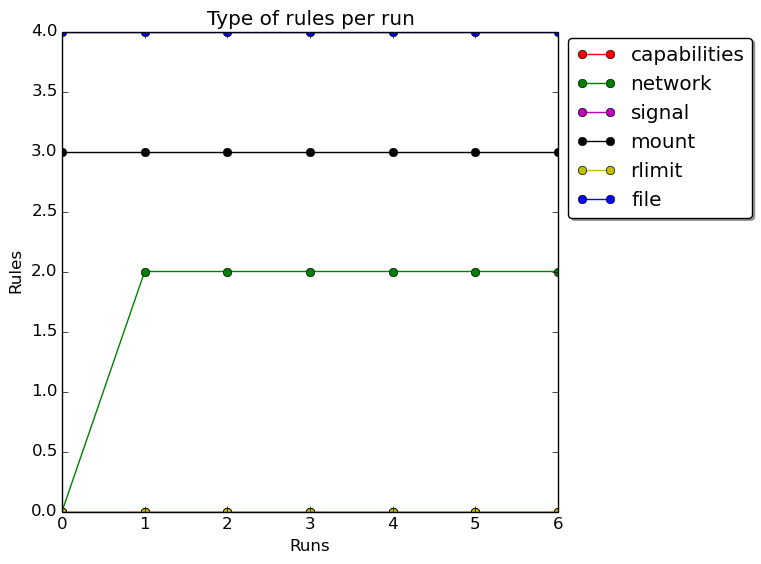 Type of rules per run
4.0
3.5
3.0
2.5
2.0
1.5
1.0
0.5
0.0
Rules
0 1 2 3 4 5 6
Runs
capabilities
network
signal
mount
rlimit
file